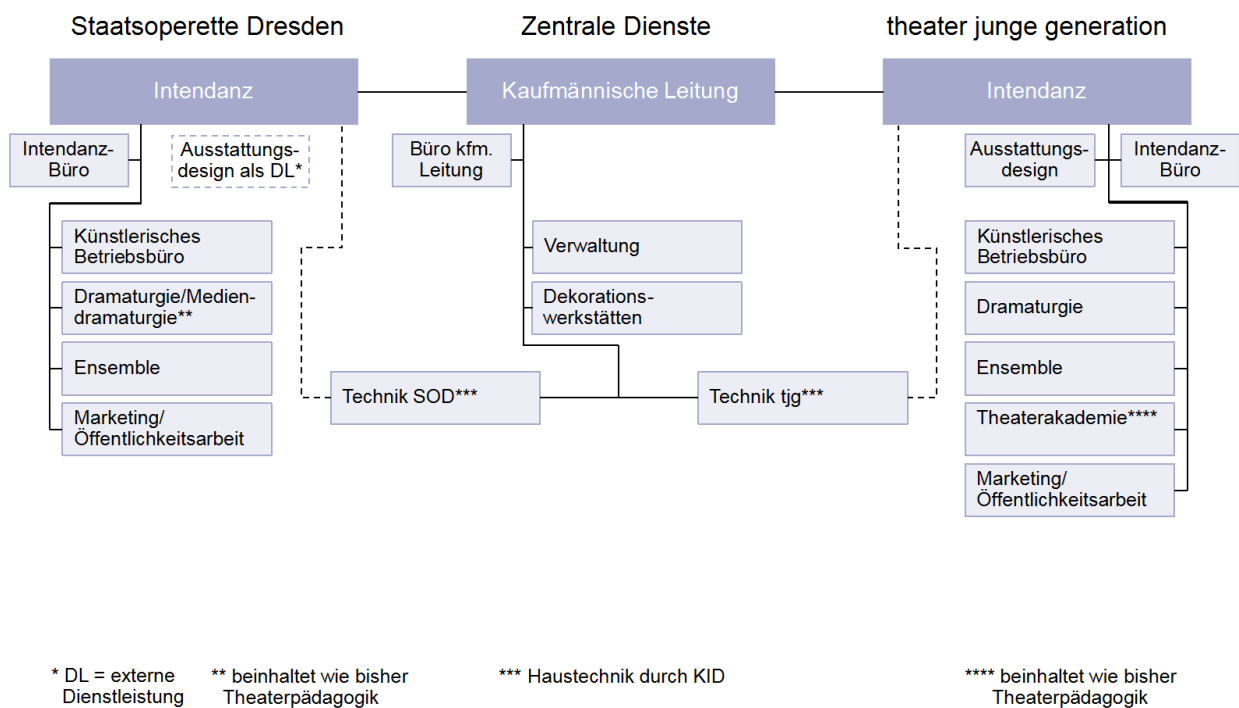 Staatsoperette Dresden
Zentrale Dienste
theater junge generation
Intendanz
Kaufmännische Leitung
Intendanz
Intendanz-
Büro
Ausstattungs-
design als DL*
Büro kfm.
Leitung
Ausstattungs-
design
Intendanz-
Büro
Künstlerisches
Betriebsbüro
Dramaturgie/Medien-
dramaturgie**
Ensemble
Marketing/
Öffentlichkeitsarbeit
Verwaltung
Dekorations-
werkstätten
Technik SOD***
Technik tjg***
Künstlerisches
Betriebsbüro
Dramaturgie
Ensemble
Theaterakademie****
Marketing/
Öffentlichkeitsarbeit
* DL = externe
Dienstleistung
** beinhaltet wie bisher
Theaterpädagogik
*** Haustechnik durch KID
**** beinhaltet wie bisher
Theaterpädagogik